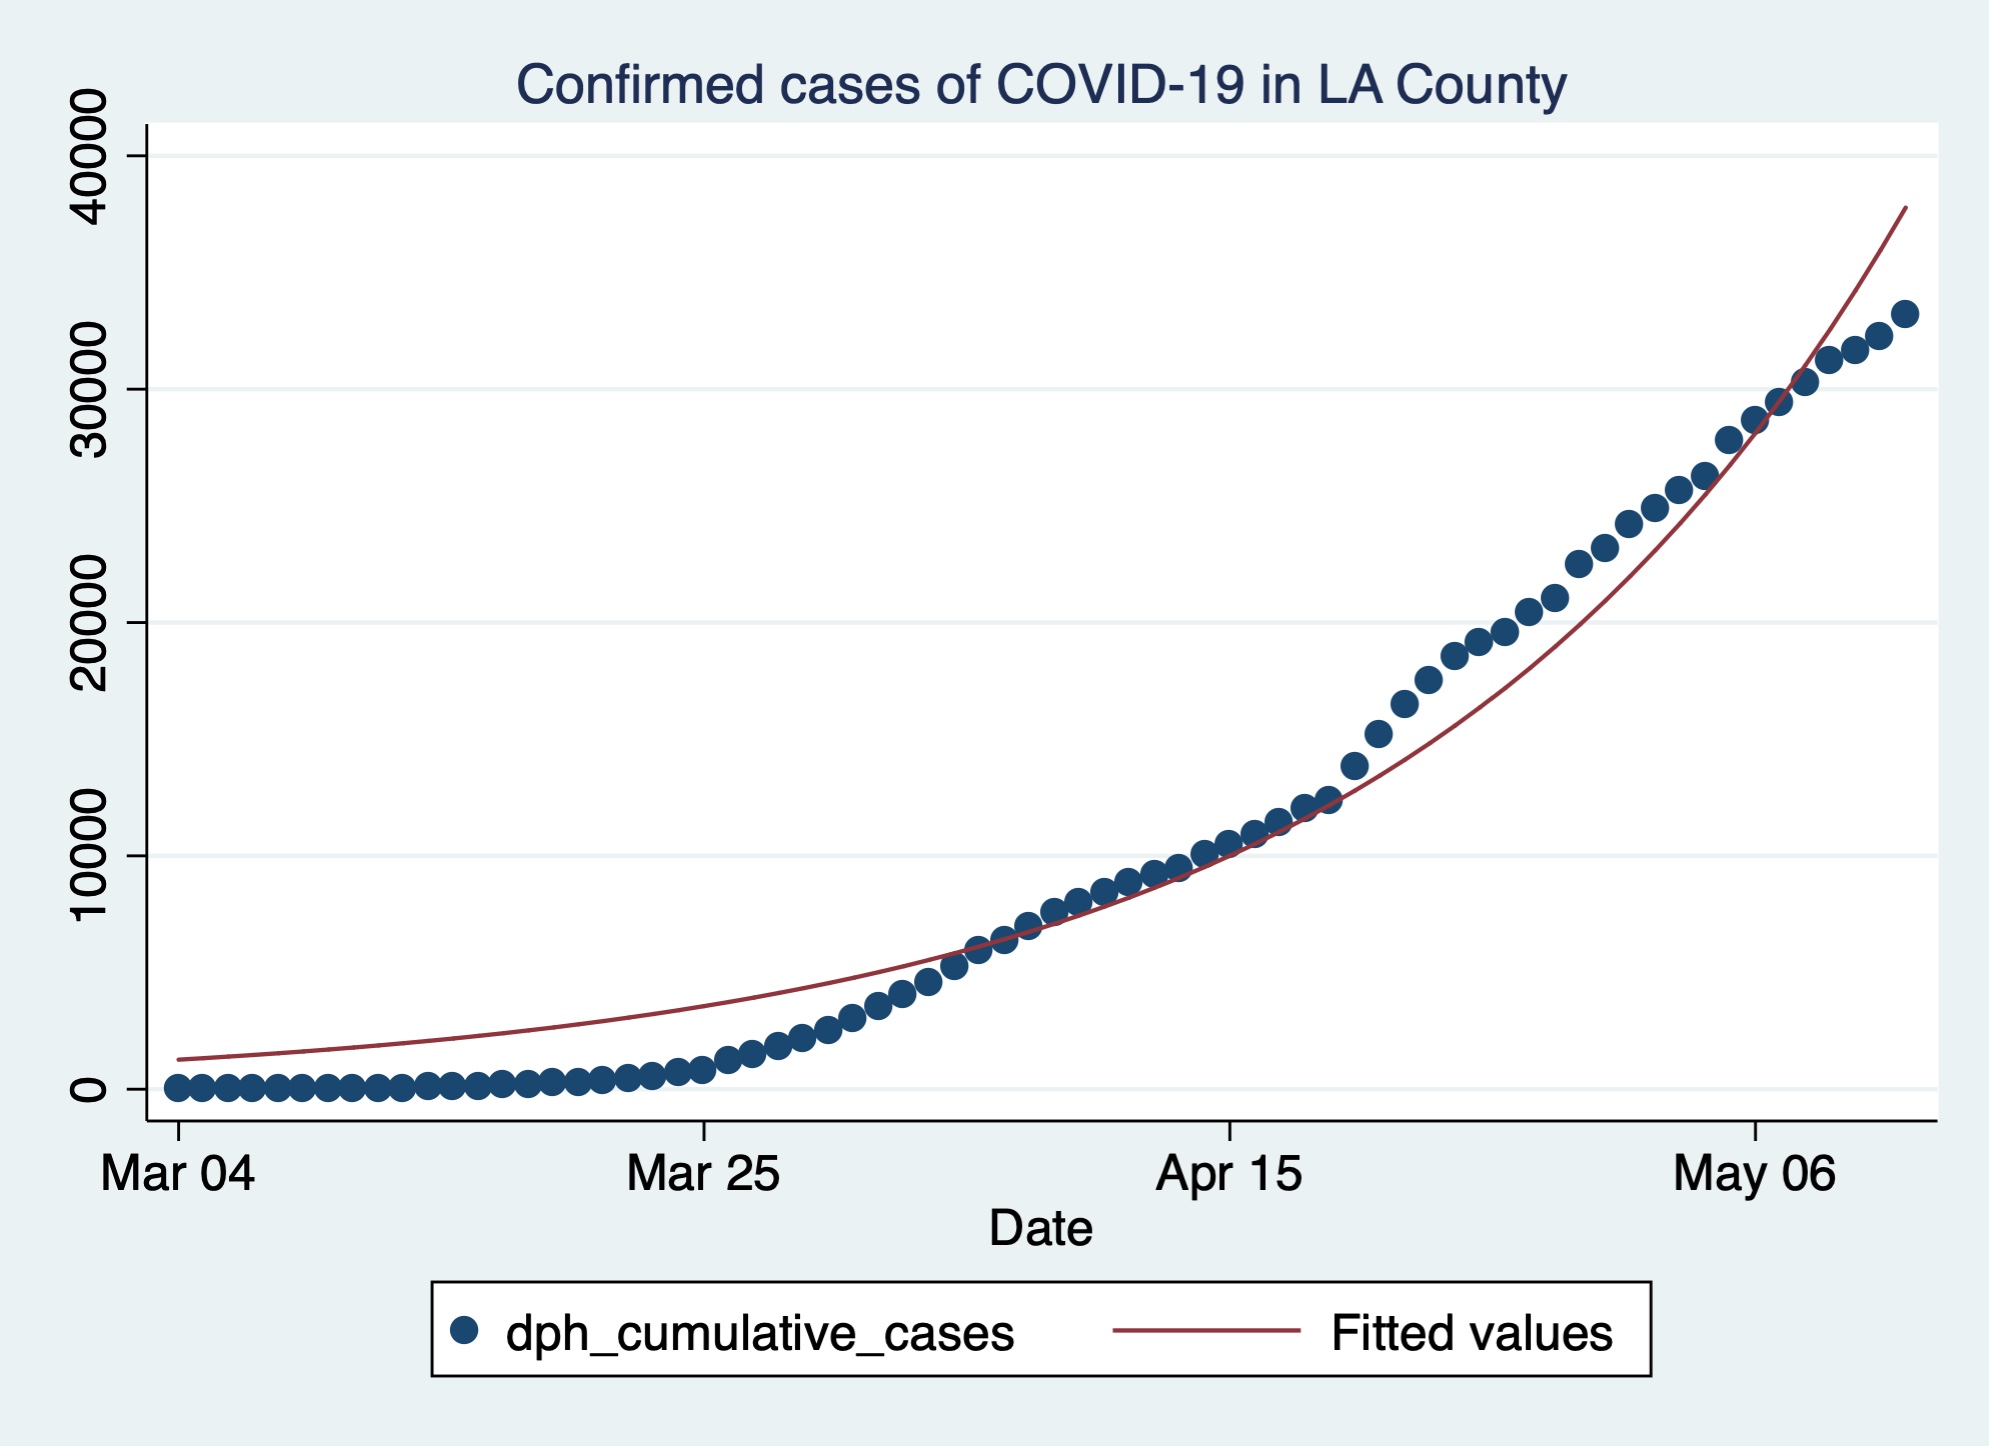 Confirmed cases of COVID-19 in LA County
40000
30000
20000
10000
0
Mar 04 Mar 25 Apr 15 May 06
Date
dph_cumulative_cases Fitted values